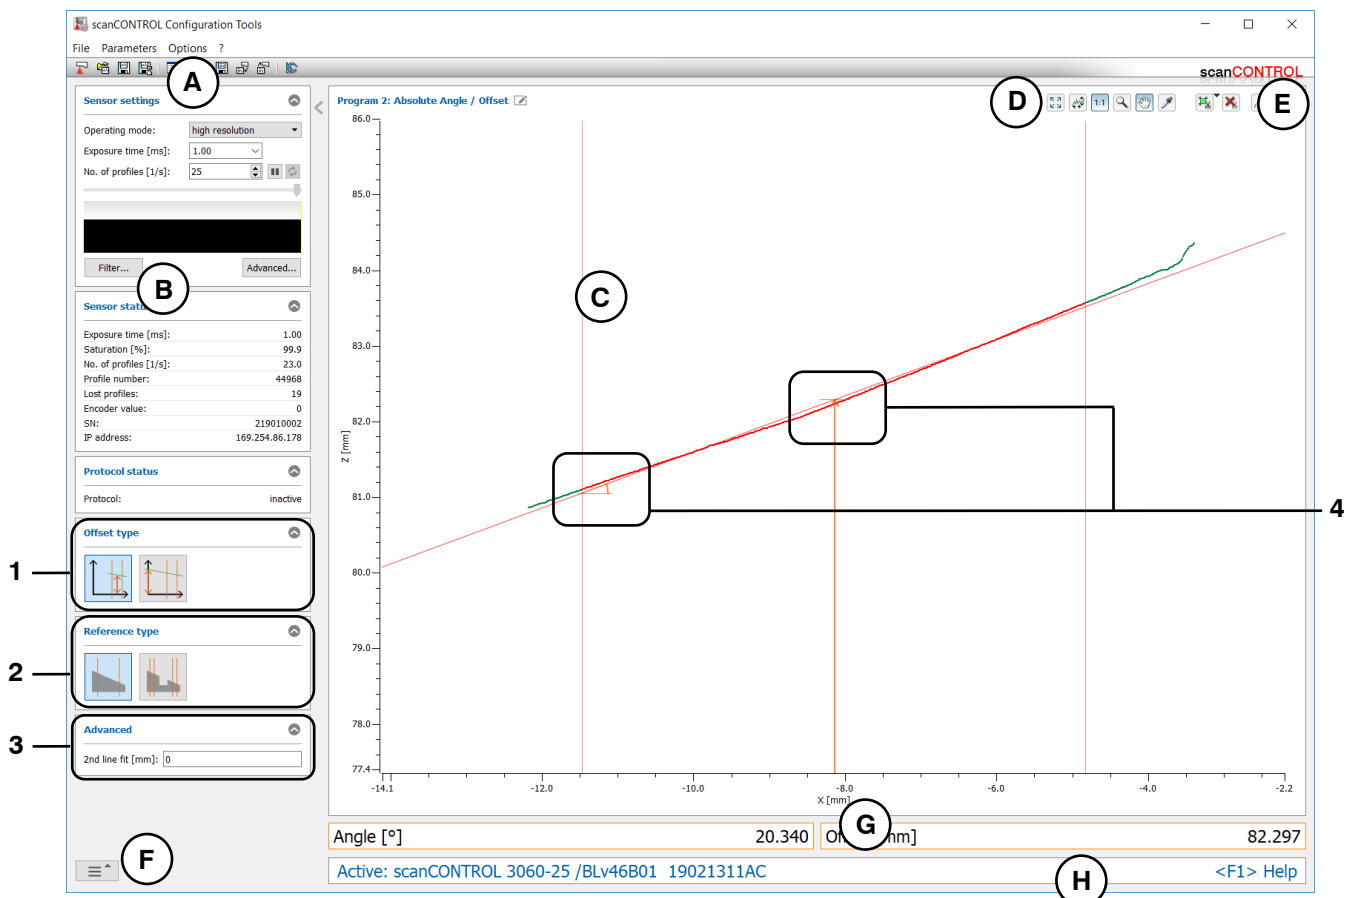 scanCONTROL Configuration Tools
File Parameters Options ?
A
scanCONTROL
Sensor settings
Operating mode: high resolution
Exposure time [ms]: 1.00
No. of profiles [1/s]: 25
Filter... Advanced...
B
Sensor statu
Exposure time [ms]: 1.00
Saturation [%]: 99.9
No. of profiles [1/s]: 23.0
Profile number: 44968
Lost profiles: 19
Encoder value: 0
SN: 219010002
IP address: 169.254.86.178
Protocol status
Protocol: inactive
1
Offset type
2
Reference type
3
Advanced
2nd line fit [mm]: 0
F
Program 2: Absolute Angle / Offset
D
1:1
E
86.0
85.0
84.0
83.0
82.0
81.0
80.0
79.0
78.0
77.4
Z [mm]
C
4
-14.1 -12.0 -10.0 -8.0 -6.0 -4.0 -2.2
X [mm]
G
Angle [°] 20.340
Of nm] 82.297
Active: scanCONTROL 3060-25 /BLv46B01 19021311AC
H
<F1> Help